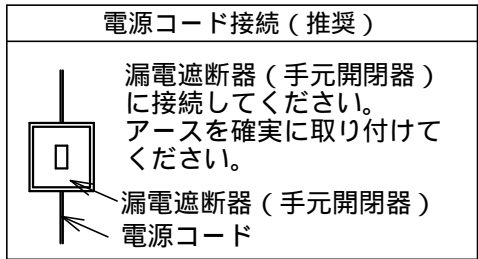 電源コード接続（推奨）
漏電遮断器（手元開閉器）
に接続してください。
アースを確実に取り付けて
ください。
漏電遮断器（手元開閉器）
電源コード